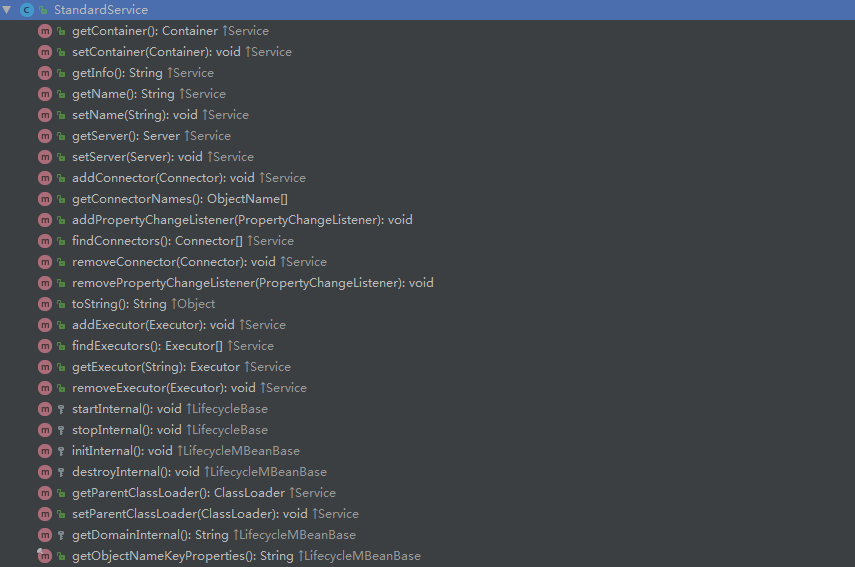 StandardService
getContainer(): Container ↑Service
setContainer(Container): void ↑Service
getInfo(): String ↑Service
getName(): String ↑Service
setName(String): void ↑Service
getServer(): Server ↑Service
setServer(Server): void ↑Service
addConnector(Connector): void ↑Service
getConnectorNames(): ObjectName[]
addPropertyChangeListener(PropertyChangeListener): void
findConnectors(): Connector[] ↑Service
removeConnector(Connector): void ↑Service
removePropertyChangeListener(PropertyChangeListener): void
toString(): String ↑Object
addExecutor(Executor): void ↑Service
findExecutors(): Executor[] ↑Service
getExecutor(String): Executor ↑Service
removeExecutor(Executor): void ↑Service
startInternal(): void ↑LifecycleBase
stopInternal(): void ↑LifecycleBase
initInternal(): void ↑LifecycleMBeanBase
destroyInternal(): void ↑LifecycleMBeanBase
getParentClassLoader(): ClassLoader ↑Service
setParentClassLoader(ClassLoader): void ↑Service
getDomainInternal(): String ↑LifecycleMBeanBase
getObjectNameKeyProperties(): String ↑LifecycleMBeanBase